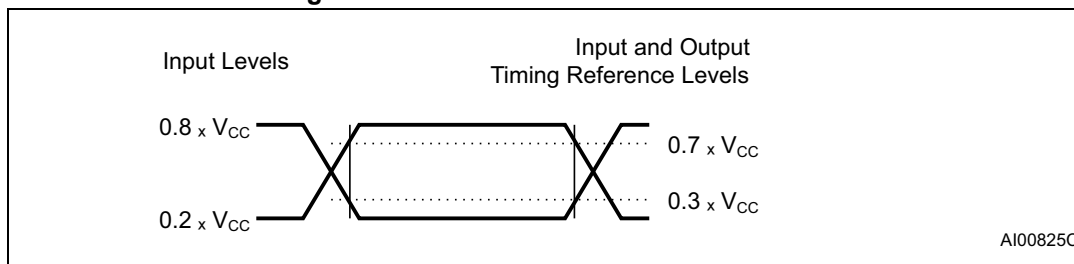 Input Levels
Input and Output
Timing Reference Levels
0.8 x VCC
0.7 x VCC
0.3 x VCC
0.2 x VCC